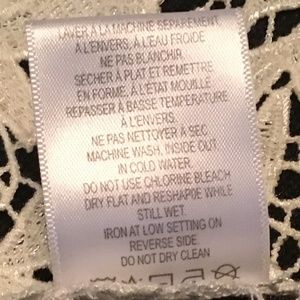 LAVER À LA MACHINE SÉPARÉMENT
À L'ENVERS, À L'EAU FROIDE
NE PAS BLANCHIR.
SÉCHER À PLAT ET REMETTRE
EN FORME, À L'ÉTAT MOUILLÉ
REPASSER À BASSE TEMPÉRATURE
À L'ENVERS.
NE PAS NETTOYER À SEC
MACHINE WASH. INSIDE OUT
IN COLD WATER.
DO NOT USE CHLORINE BLEACH
DRY FLAT AND RESHAPE WHILE
STILL WET.
IRON AT LOW SETTING ON
REVERSE SIDE.
DO NOT DRY CLEAN